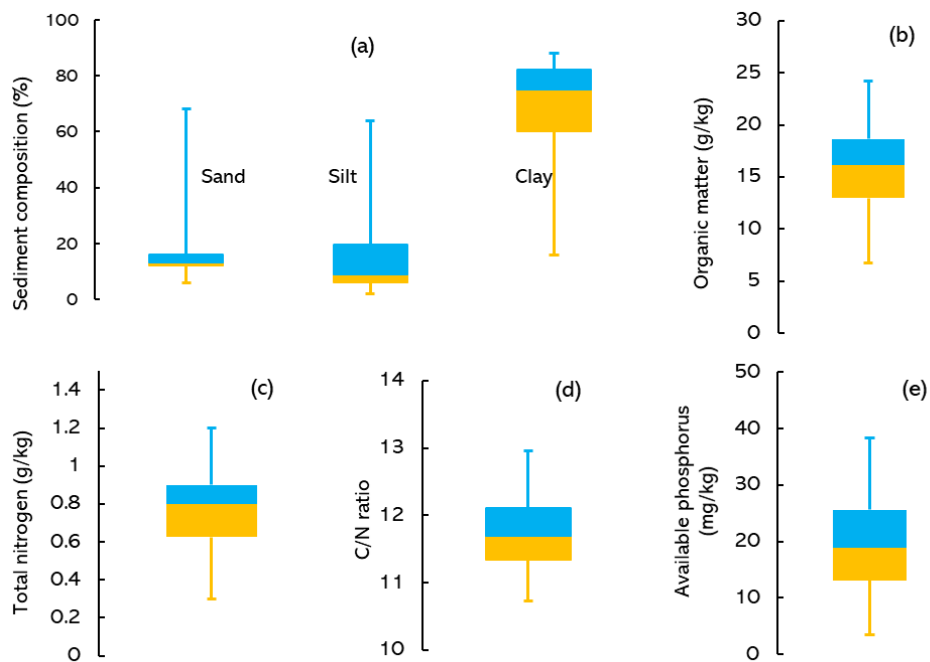 (a)
Sediment composition (%)
100
80
60
40
20
0
Sand
Silt
Clay
(b)
Organic matter (g/kg)
30
25
20
15
10
5
0
(c)
Total nitrogen (g/kg)
1.4
1.2
1
0.8
0.6
0.4
0.2
0
(d)
C/N ratio
14
13
12
11
10
(e)
Available phosphorus
(mg/kg)
50
40
30
20
10
0